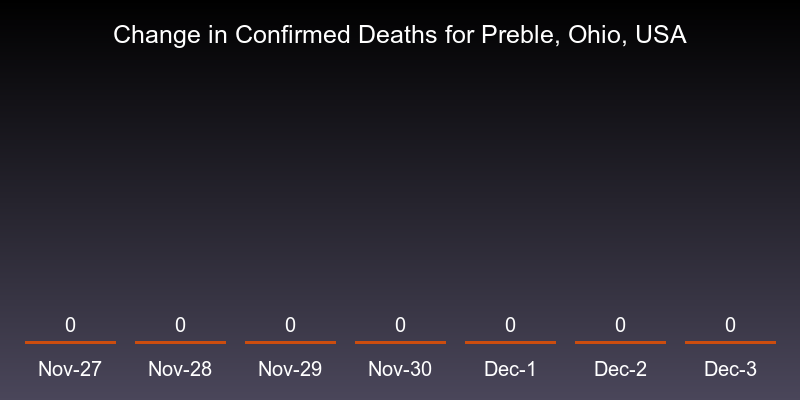 Change in Confirmed Deaths for Preble, Ohio, USA
0 0 0 0 0 0 0
Nov-27 Nov-28 Nov-29 Nov-30 Dec-1 Dec-2 Dec-3